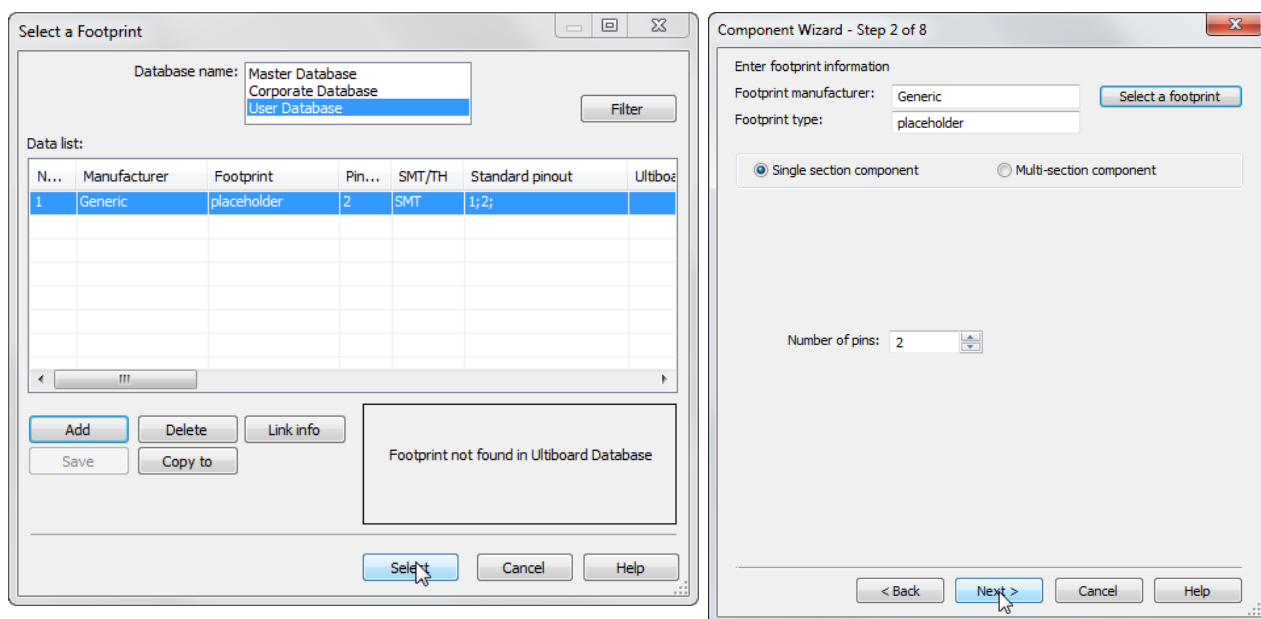 Select a Footprint
Database name:
Master Database
Corporate Database
User Database
Filter
Data list:
N... Manufacturer Footprint Pin... SMT/TH Standard pinout Ultiboa
1 Generic placeholder 2 SMT 1;2;
Add Delete Link info
Save Copy to
Footprint not found in Ultiboard Database
Select Cancel Help
Component Wizard - Step 2 of 8
Enter footprint information
Footprint manufacturer: Generic Select a footprint
Footprint type: placeholder
Single section component Multi-section component
Number of pins: 2
< Back Next > Cancel Help